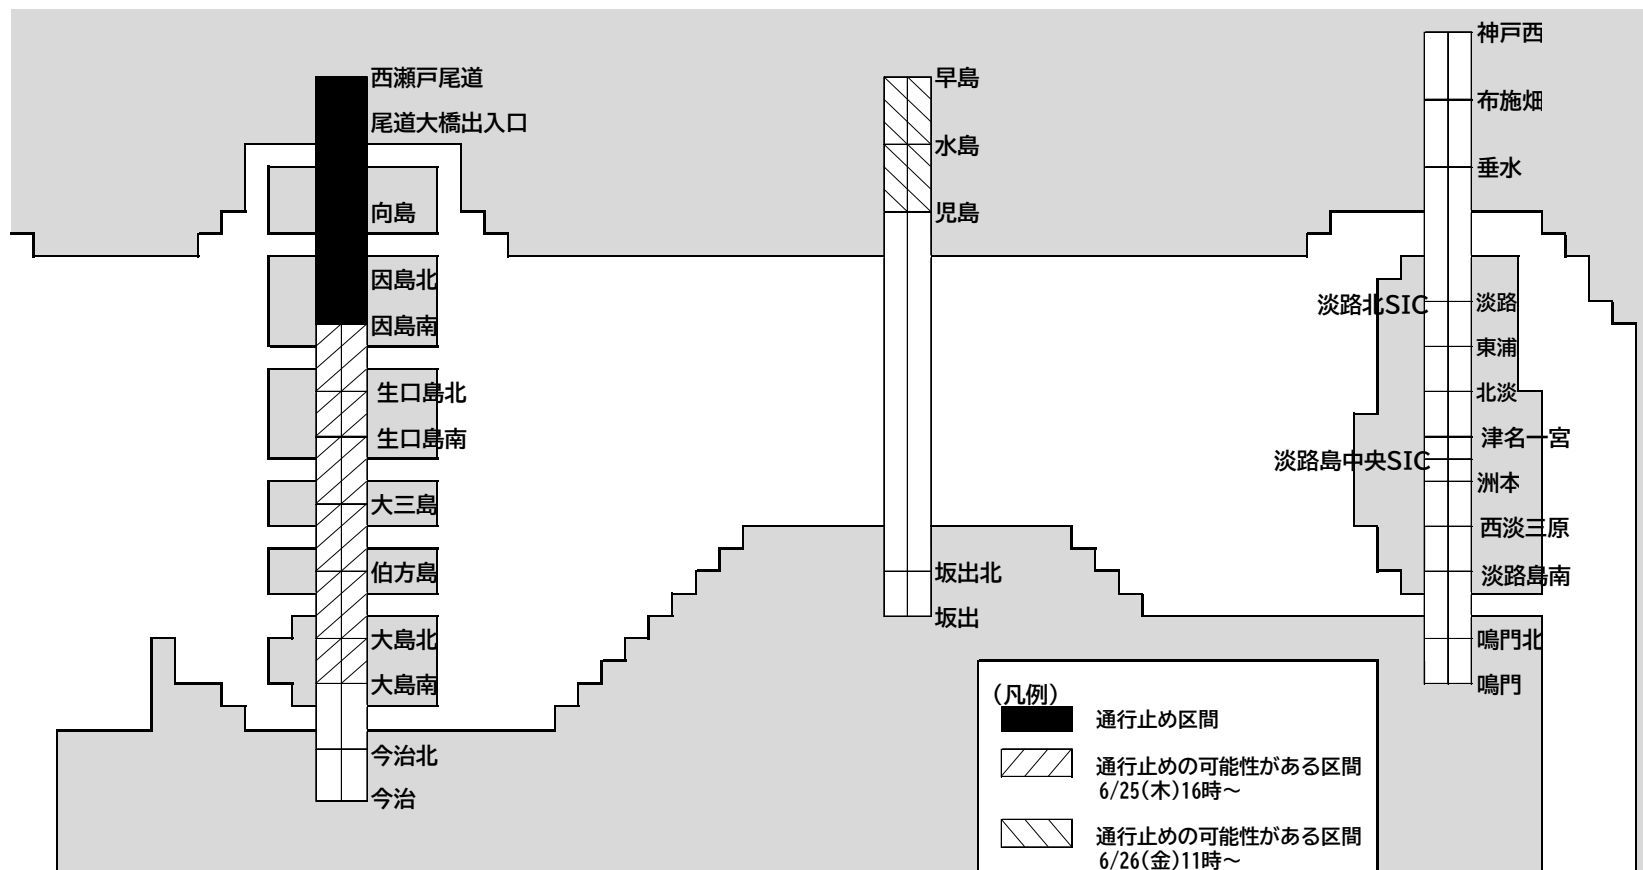 西瀬戸尾道
尾道大橋出入口
向島
因島北
因島南
生口島北
生口島南
大三島
伯方島
大島北
大島南
今治北
今治
早島
水島
児島
坂出北
坂出
神戸西
布施畑
垂水
淡路北SIC
淡路
東浦
北淡
津名一宮
淡路島中央SIC
洲本
西淡三原
淡路島南
鳴門北
鳴門
(凡例)
通行止め区間
通行止めの可能性がある区間
6/25(木)16時～
通行止めの可能性がある区間
6/26(金)11時～